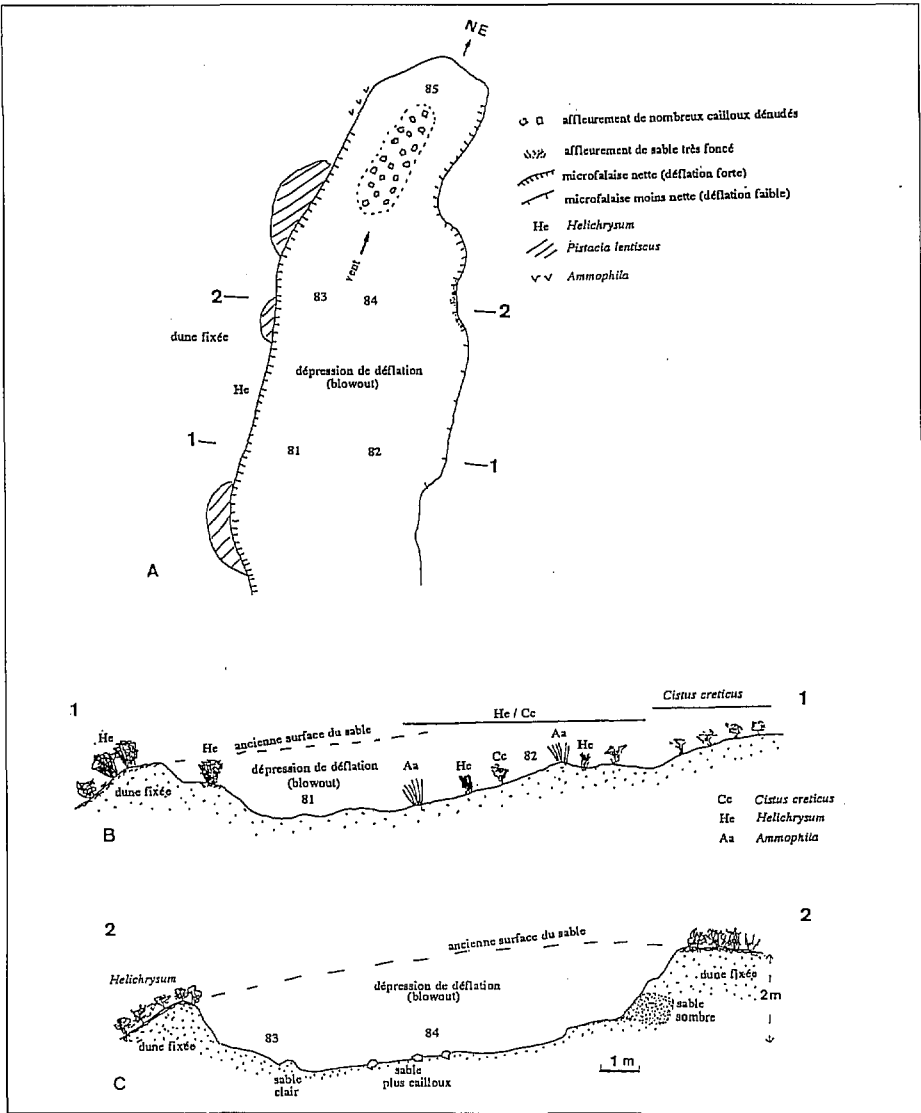 NE
85
affleurement de nombreux cailloux dénudés
affleurement de sable très foncé
microfalaise nette (déflation forte)
microfalaise moins nette (déflation faible)
He Helichrysum
Pistacia lentiscus
Ammophila
vent
2
83
84
2
dune fixée
dépression de déflation
(blowout)
He
1
81
82
1
A
1
Cistus creticus
1
He / Cc
He
He
ancienne surface du sable
Aa
He
Cc
82
Aa
He
dépression de déflation
(blowout)
81
dune fixée
B
Cc Cistus creticus
He Helichrysum
Aa Ammophila
2
2
ancienne surface du sable
Helichrysum
dépression de déflation
(blowout)
dune fixée
2m
sable
sombre
dune fixée
83
84
sable
clair
sable
plus cailloux
1 m
C